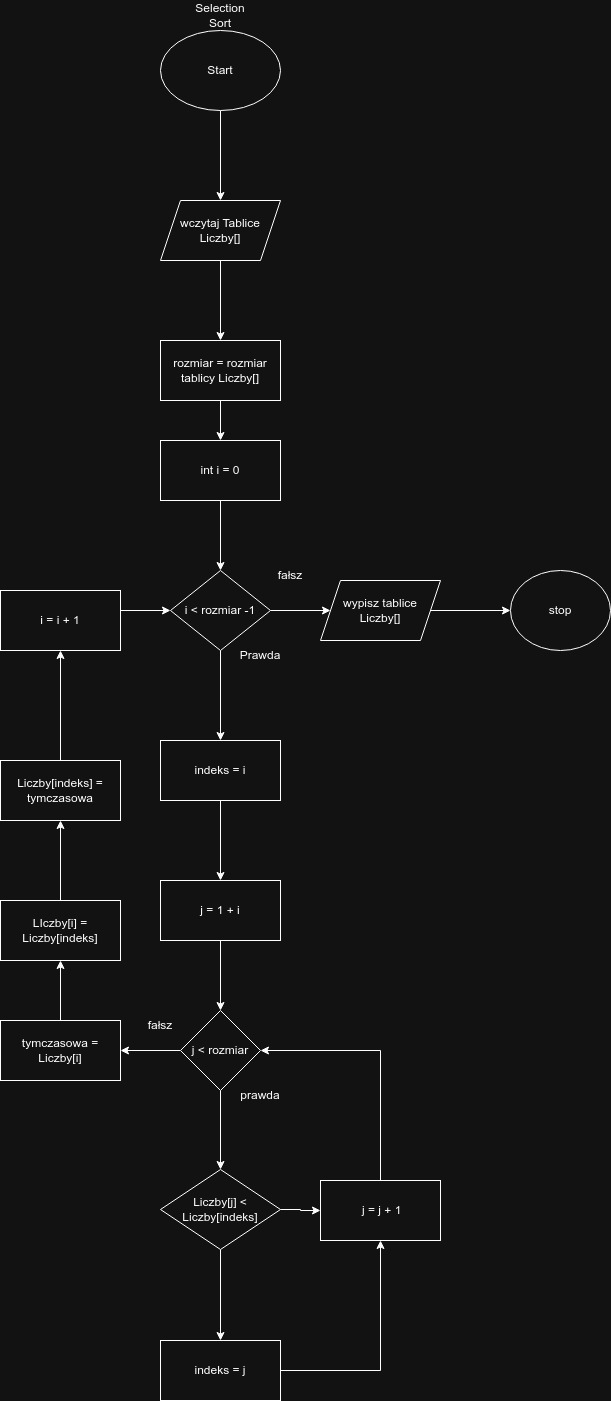 Selection
Sort
Start
wczytaj Tablice
Liczby[]
rozmiar = rozmiar
tablicy Liczby[]
int i = 0
i < rozmiar -1
fałsz
Prawda
wypisz tablice
Liczby[]
stop
i = i + 1
indeks = i
Liczby[indeks] =
tymczasowa
j = 1 + i
LIczby[i] =
Liczby[indeks]
fałsz
j < rozmiar
prawda
tymczasowa =
Liczby[i]
Liczby[j] <
Liczby[indeks]
j = j + 1
indeks = j